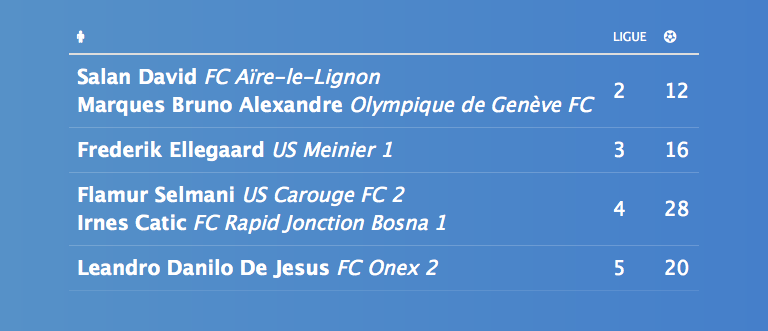 LIGUE
Salan David FC Aïre-le-Lignon
Marques Bruno Alexandre Olympique de Genève FC
2 12
Frederik Ellegaard US Meinier 1 3 16
Flamur Selmani US Carouge FC 2
Irnes Catic FC Rapid Jonction Bosna 1
4 28
Leandro Danilo De Jesus FC Onex 2 5 20